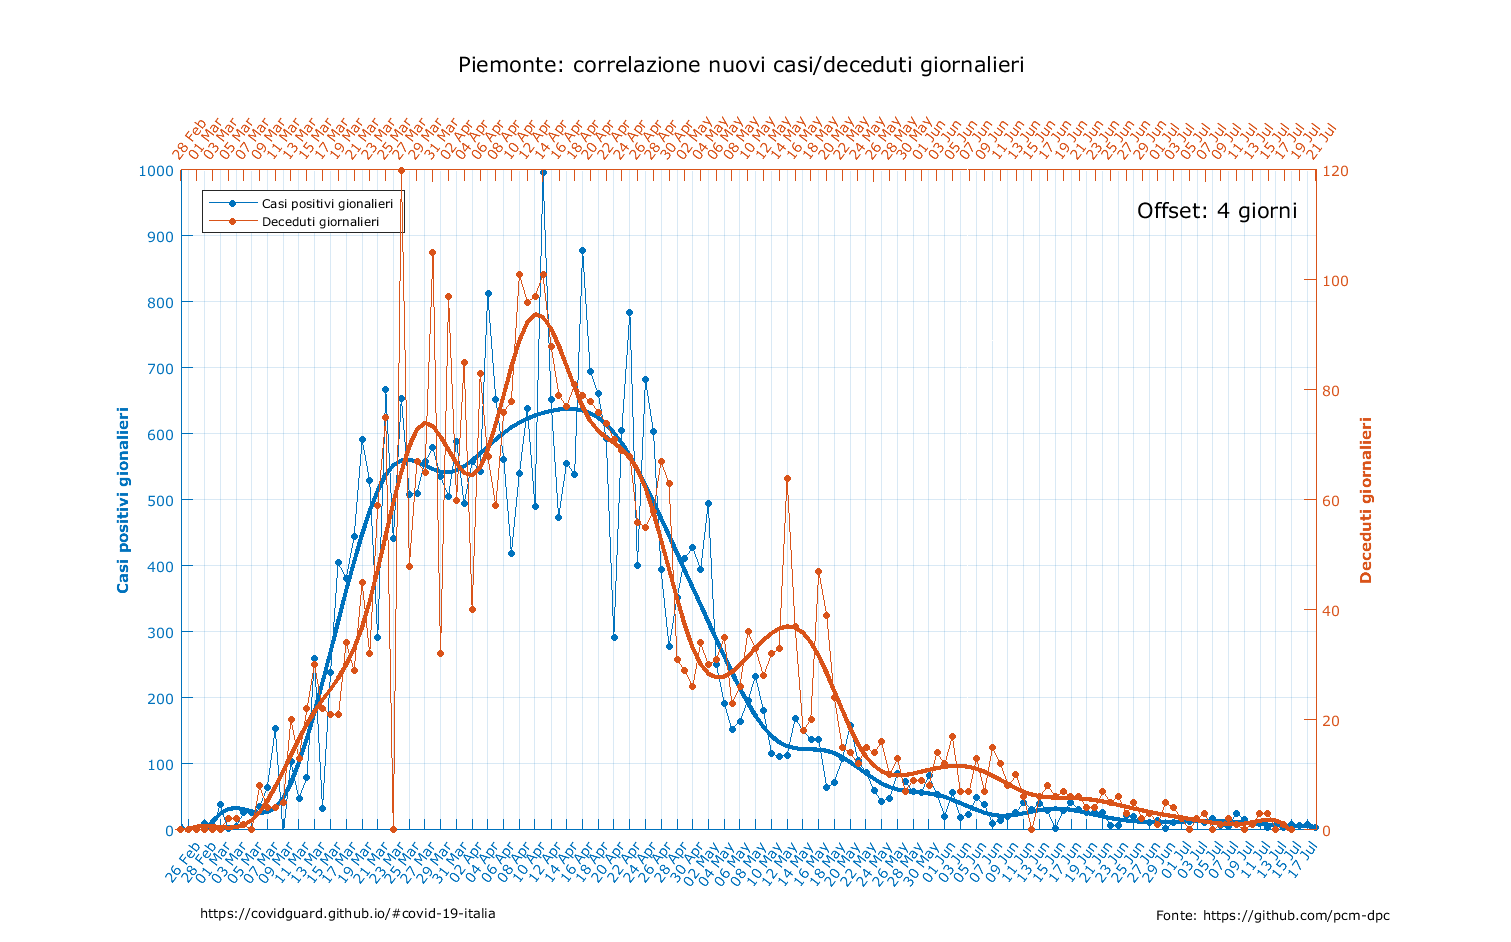 Piemonte: correlazione nuovi casi/deceduti giornalieri
28 Feb
01 Mar
03 Mar
05 Mar
07 Mar
09 Mar
11 Mar
13 Mar
15 Mar
17 Mar
19 Mar
21 Mar
23 Mar
25 Mar
27 Mar
29 Mar
31 Mar
02 Apr
04 Apr
06 Apr
08 Apr
10 Apr
12 Apr
14 Apr
16 Apr
18 Apr
20 Apr
22 Apr
24 Apr
26 Apr
28 Apr
30 Apr
02 May
04 May
06 May
08 May
10 May
12 May
14 May
16 May
18 May
20 May
22 May
24 May
26 May
28 May
30 May
01 Jun
03 Jun
05 Jun
07 Jun
09 Jun
11 Jun
13 Jun
15 Jun
17 Jun
19 Jun
21 Jun
23 Jun
25 Jun
27 Jun
29 Jun
01 Jul
03 Jul
05 Jul
07 Jul
09 Jul
11 Jul
13 Jul
15 Jul
17 Jul
19 Jul
21 Jul
Casi positivi gionalieri
Deceduti giornalieri
Offset: 4 giorni
1000
900
800
700
600
500
400
300
200
100
0
Casi positivi gionalieri
120
100
80
60
40
20
0
Deceduti giornalieri
26 Feb
28 Feb
01 Mar
03 Mar
05 Mar
07 Mar
09 Mar
11 Mar
13 Mar
15 Mar
17 Mar
19 Mar
21 Mar
23 Mar
25 Mar
27 Mar
29 Mar
31 Mar
02 Apr
04 Apr
06 Apr
08 Apr
10 Apr
12 Apr
14 Apr
16 Apr
18 Apr
20 Apr
22 Apr
24 Apr
26 Apr
28 Apr
30 Apr
02 May
04 May
06 May
08 May
10 May
12 May
14 May
16 May
18 May
20 May
22 May
24 May
26 May
28 May
30 May
01 Jun
03 Jun
05 Jun
07 Jun
09 Jun
11 Jun
13 Jun
15 Jun
17 Jun
19 Jun
21 Jun
23 Jun
25 Jun
27 Jun
29 Jun
01 Jul
03 Jul
05 Jul
07 Jul
09 Jul
11 Jul
13 Jul
15 Jul
17 Jul
https://covidguard.github.io/#covid-19-italia
Fonte: https://github.com/pcm-dpc